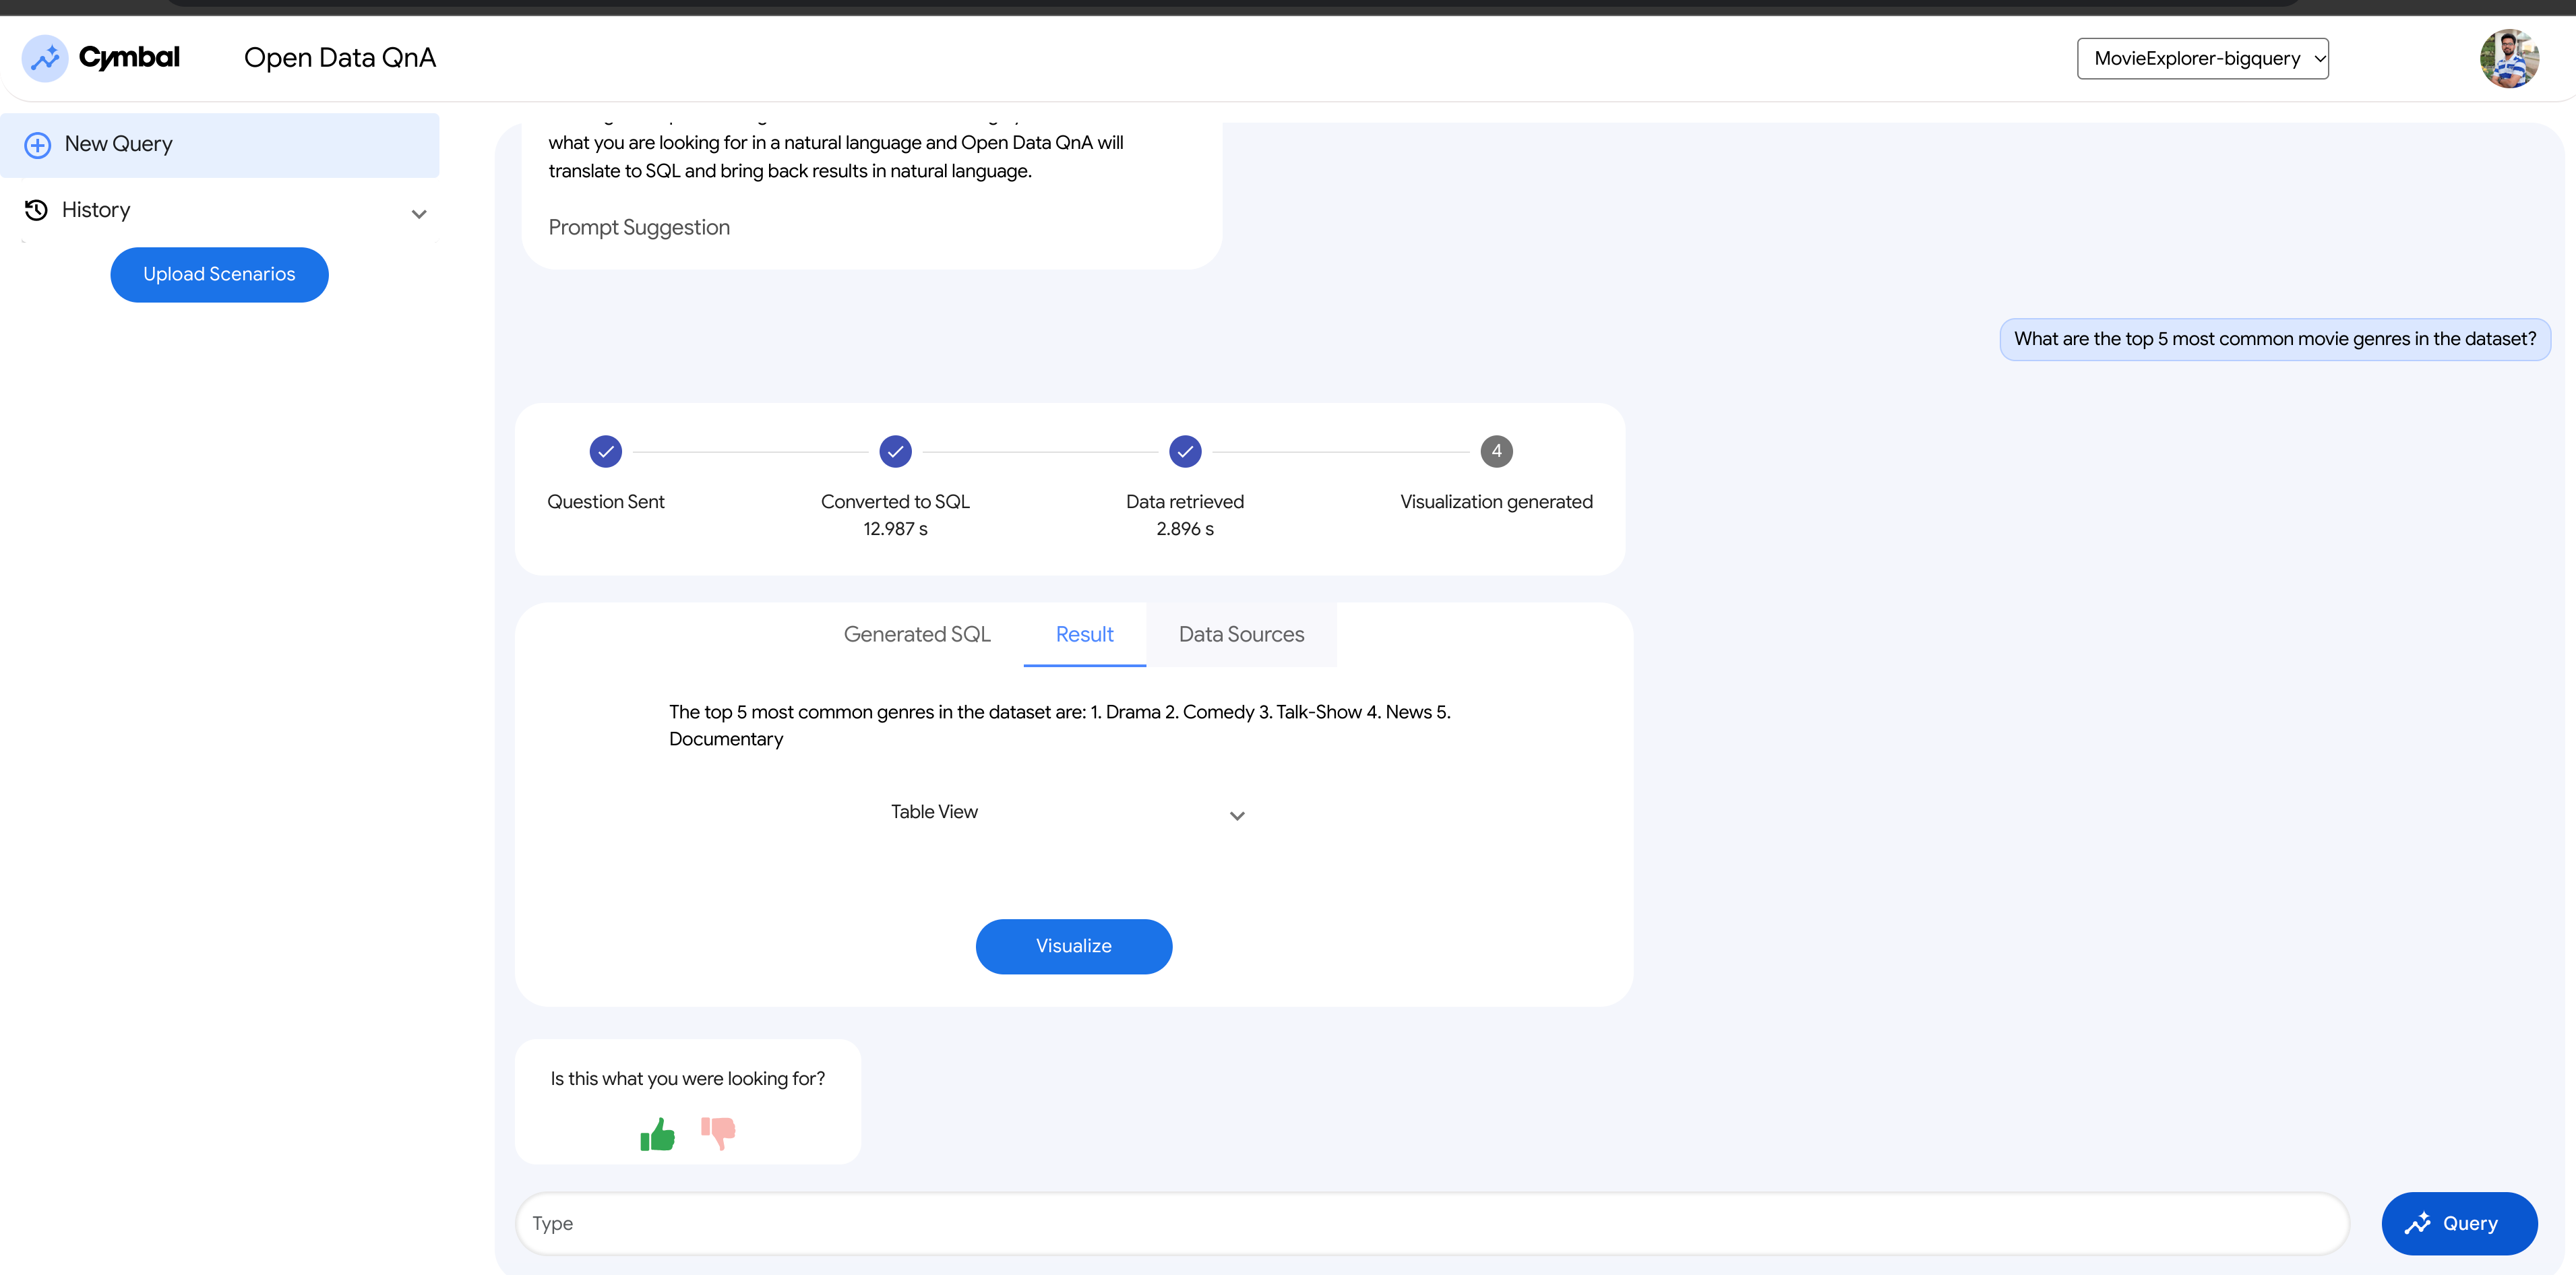 Cymbal
Open Data QnA
MovieExplorer-bigquery
New Query
History
Upload Scenarios
what you are looking for in a natural language and Open Data QnA will
translate to SQL and bring back results in natural language.
Prompt Suggestion
What are the top 5 most common movie genres in the dataset?
4
Question Sent
Converted to SQL
12.987 s
Data retrieved
2.896 s
Visualization generated
Generated SQL
Result
Data Sources
The top 5 most common genres in the dataset are: 1. Drama 2. Comedy 3. Talk-Show 4. News 5.
Documentary
Table View
Visualize
Is this what you were looking for?
Type
Query